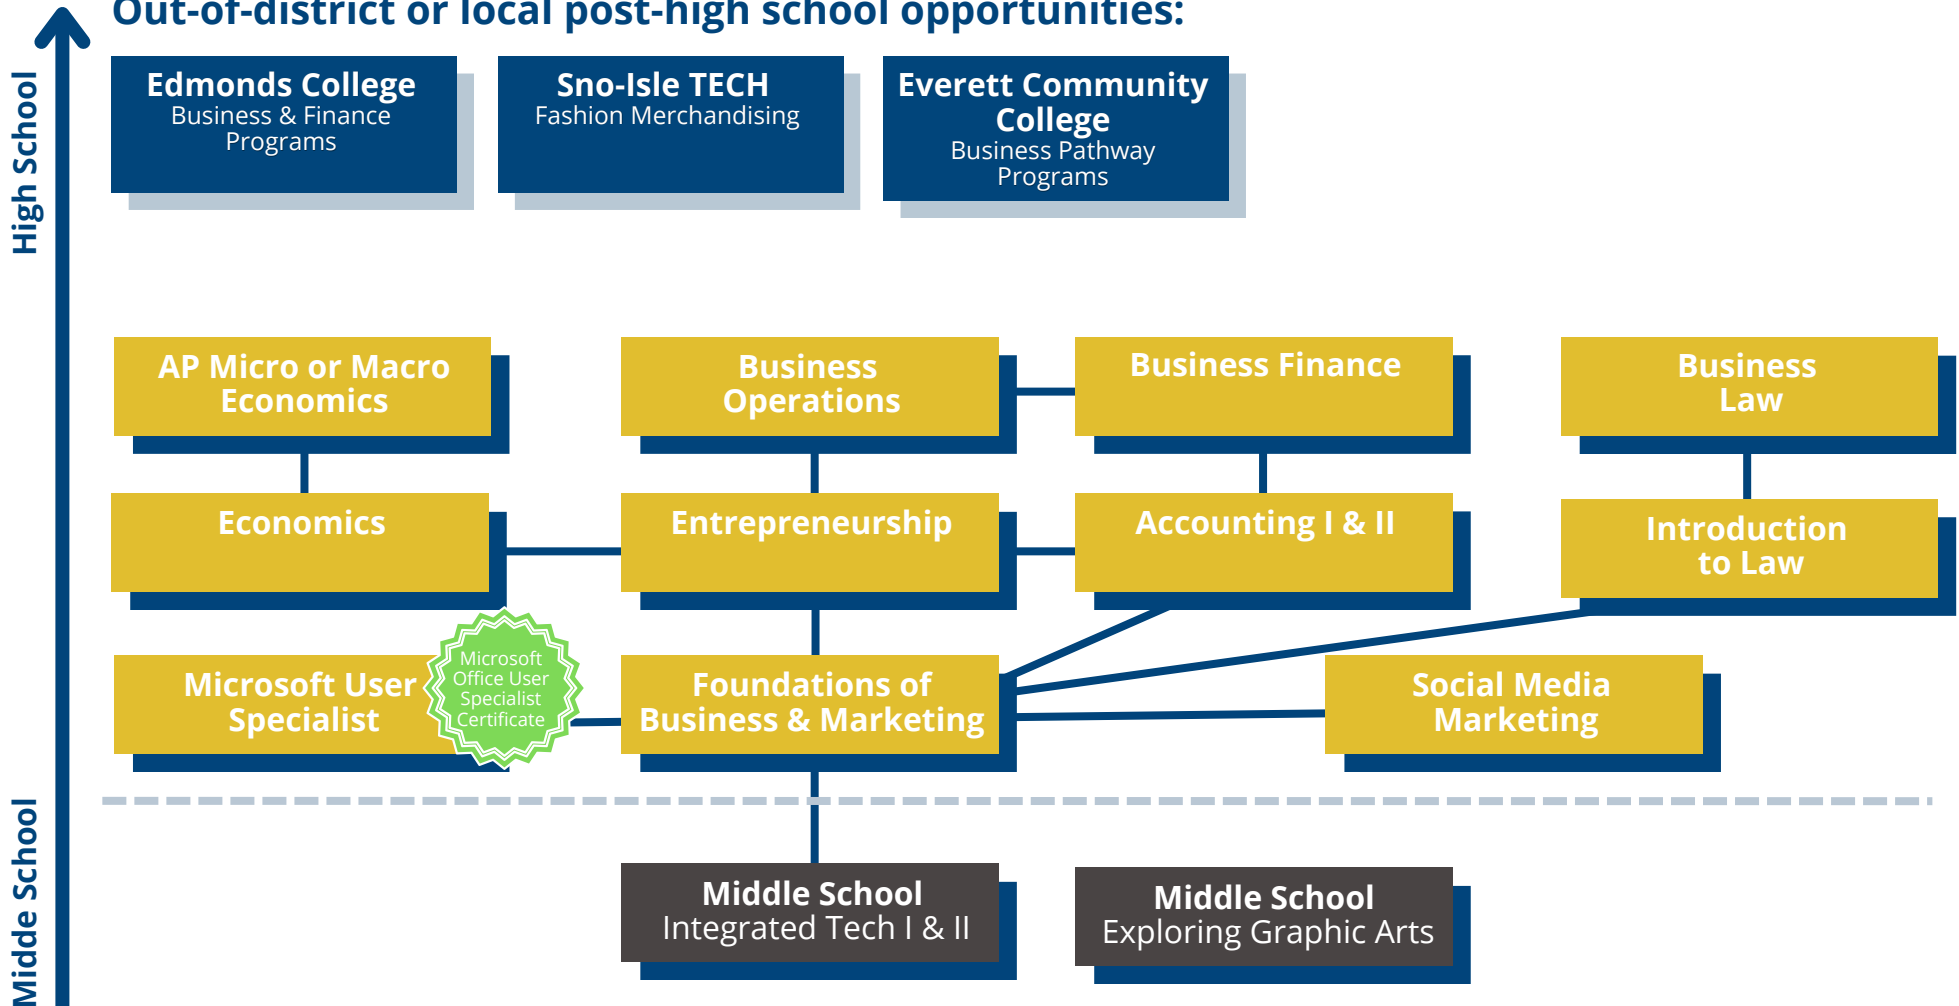 Out-of-district or local post-high school opportunities:
High School
Edmonds College
Business & Finance
Programs
Sno-Isle TECH
Fashion Merchandising
Everett Community
College
Business Pathway
Programs
AP Micro or Macro
Economics
Business
Operations
Business Finance
Business
Law
Economics
Entrepreneurship
Accounting I & II
Introduction
to Law
Microsoft User
Specialist
Microsoft
Office User
Specialist
Certificate
Foundations of
Business & Marketing
Social Media
Marketing
Midde School
Middle School
Integrated Tech I & II
Middle School
Exploring Graphic Arts